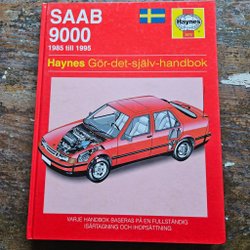 SAAB
9000
1985 till 1995
Haynes
Haynes Gör-det-själv-handbok
VARJE HANDBOK BASERAS PÅ EN FULLSTÄNDIG
ISÄRTAGNING OCH IHOPSÄTTNING